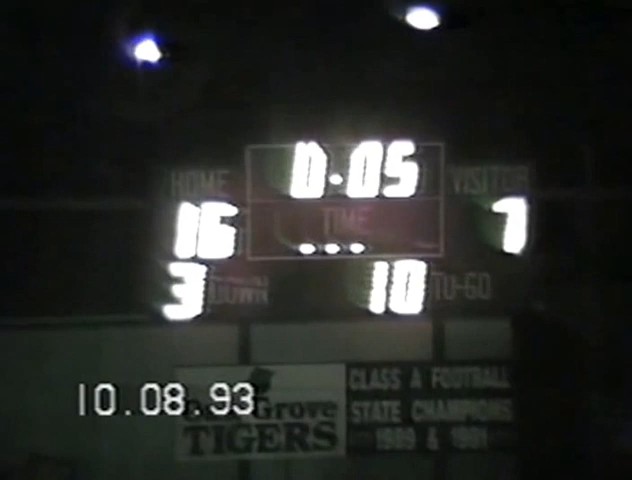 0:05
HOME
VISITOR
16
TIME
7
3 DOWN
10 TO-GO
CLASS A FOOTBALL
STATE CHAMPIONS
1989 & 1991
10.08.93
Grove
TIGERS